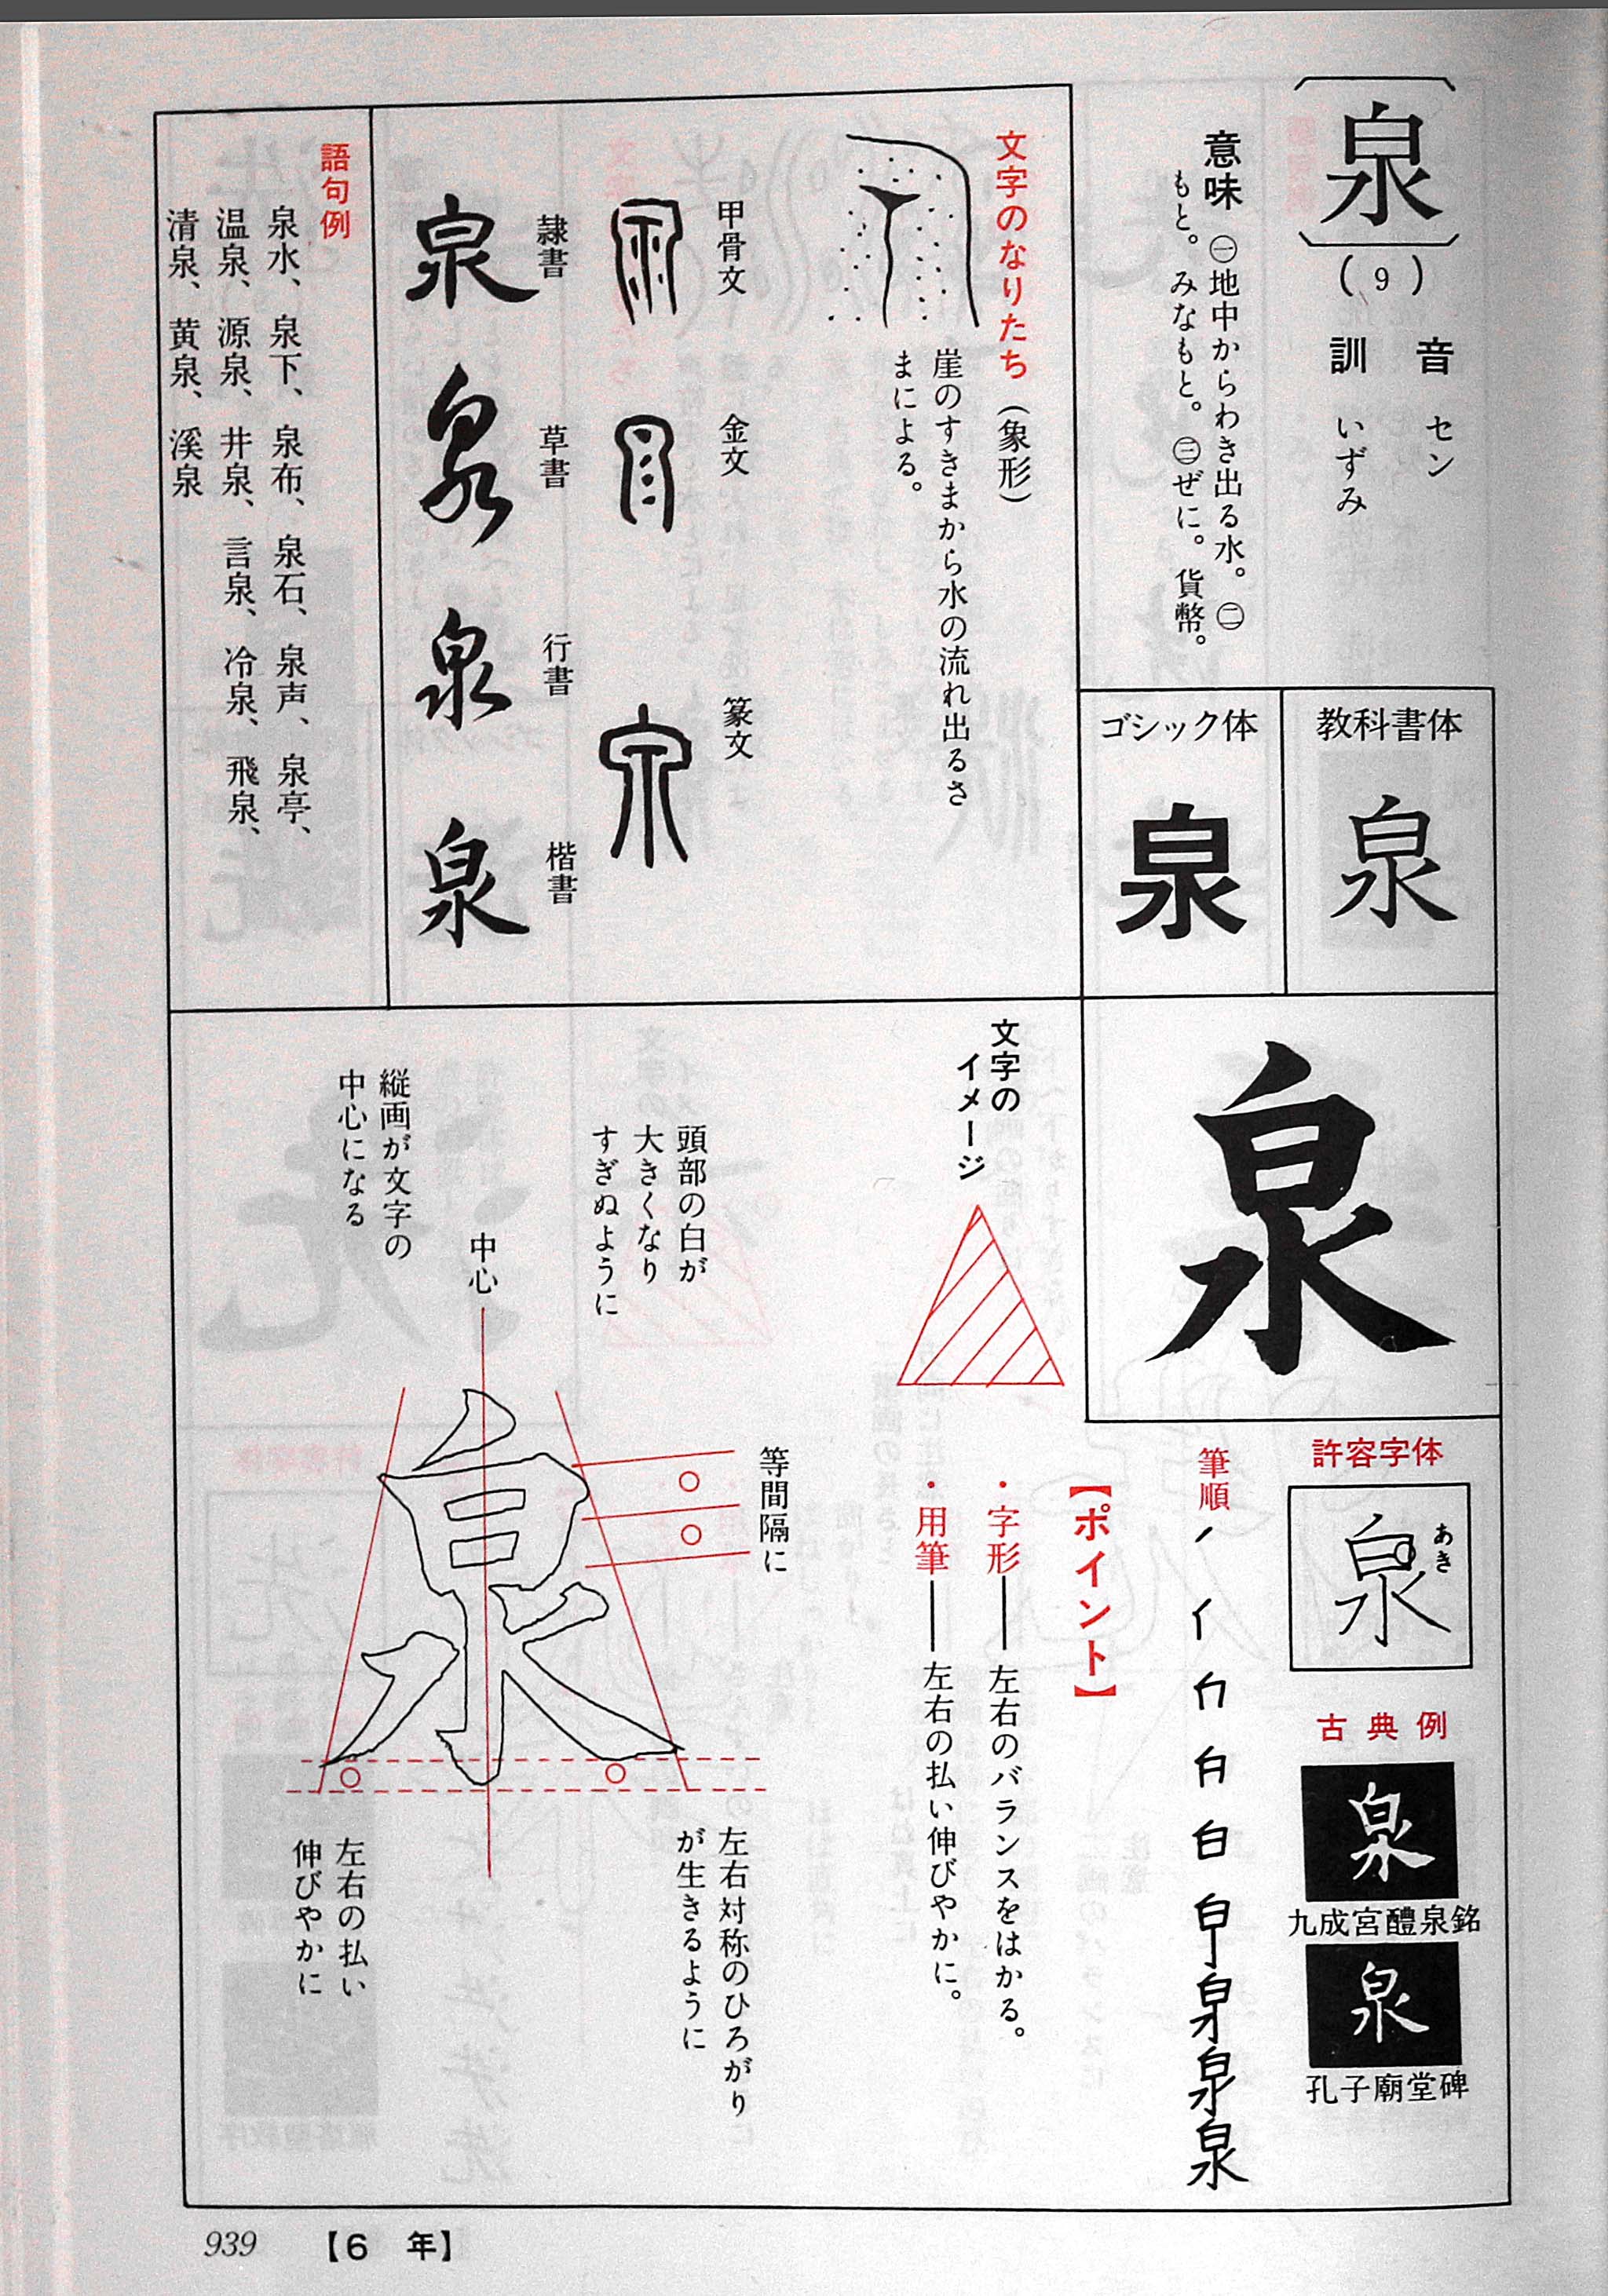 泉
(9)
音 セン
訓 いずみ
意味 ㊀地中からわき出る水。㊁
もと。みなもと。㊂ぜに。貨幣。
教科書体
泉
ゴシック体
泉
文字のなりたち(象形)
崖のすきまから水の流れ出るさ
まによる。
甲骨文
金文
篆文
隷書
泉
草書
泉
行書
泉
楷書
泉
語句例
泉水、泉下、泉布、泉石、泉声、泉亭、
温泉、源泉、井泉、言泉、冷泉、飛泉、
清泉、黄泉、渓泉
泉
許容字体
泉
あき
古典例
泉
九成宮醴泉銘
泉
孔子廟堂碑
筆順
泉
文字の
イメージ
【ポイント】
・字形――左右のバランスをはかる。
・用筆――左右の払い伸びやかに。
等間隔に
頭部の白が
大きくなり
すぎぬように
中心
縦画が文字の
中心になる
泉
左右対称のひろがり
が生きるように
左右の払い
伸びやかに
939
【6 年】